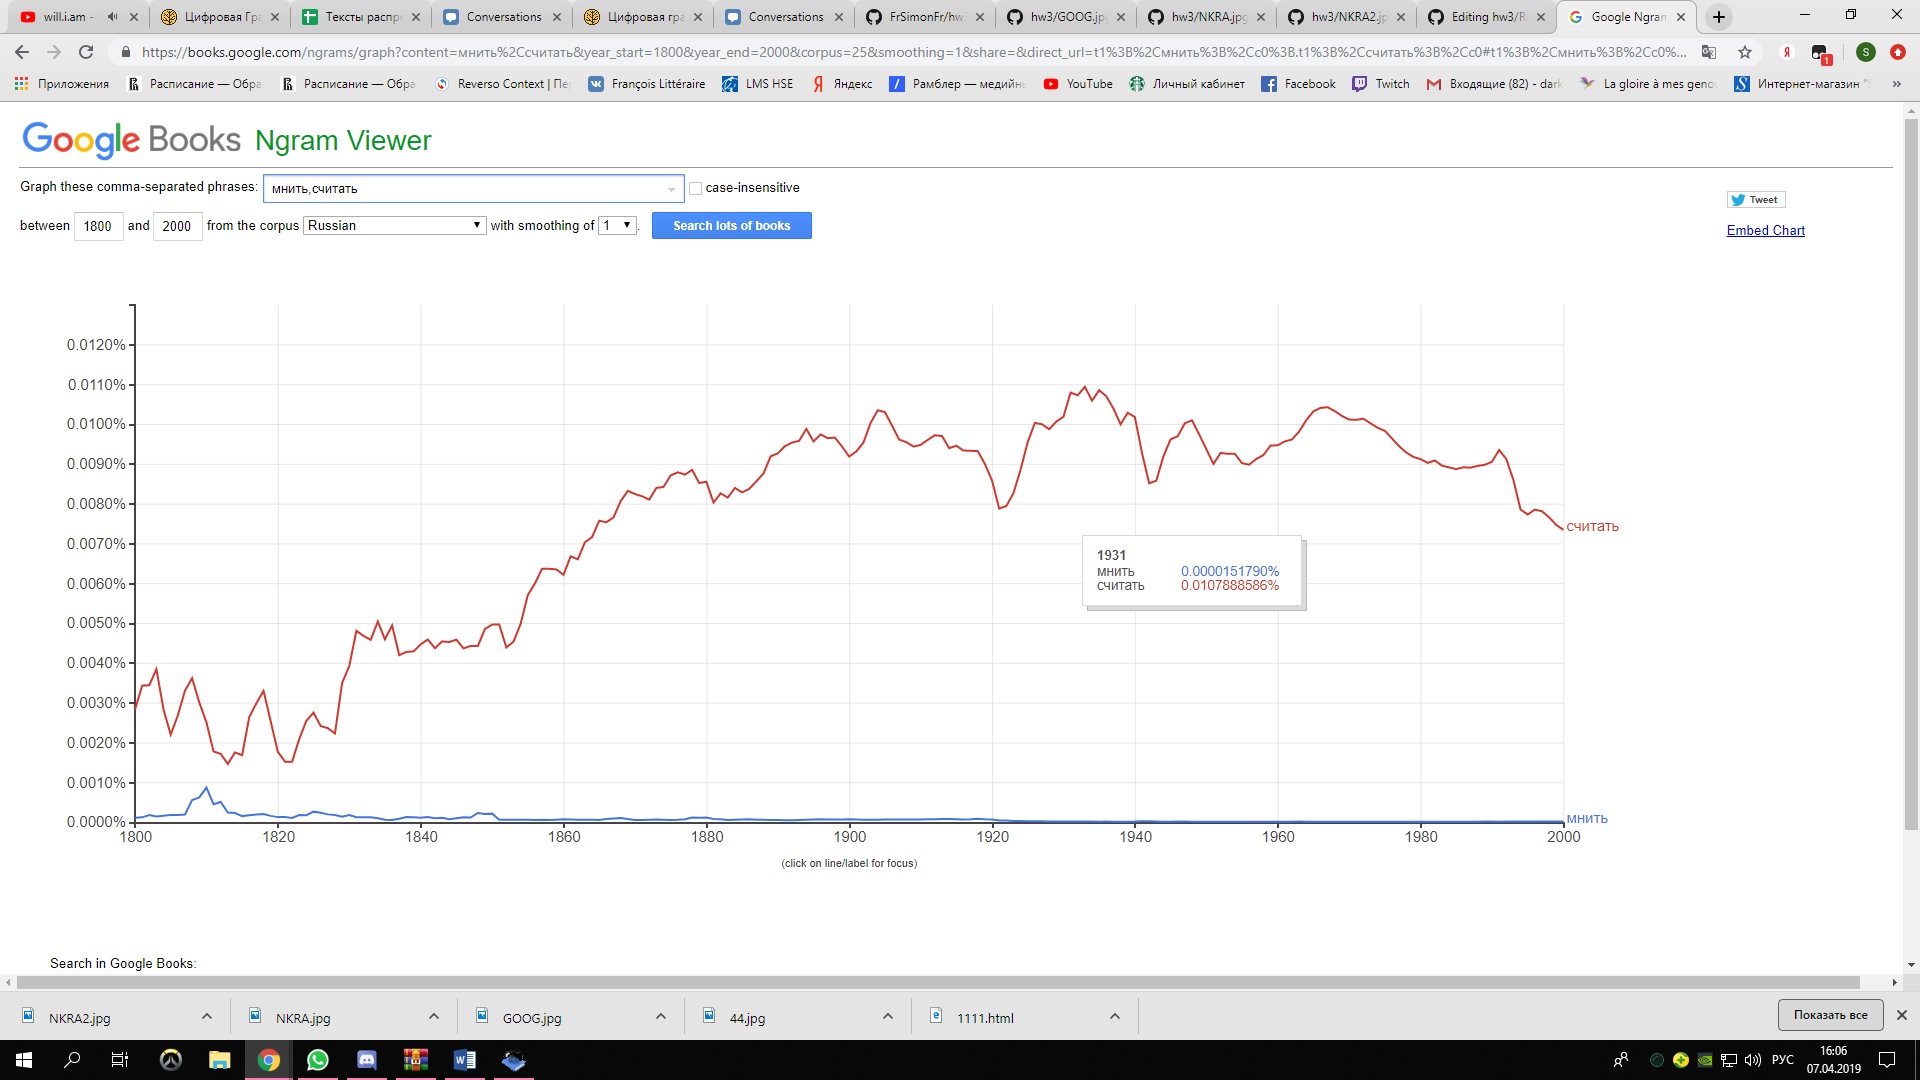 will.i.am -
Цифровая Гра
Тексты распре
Conversations
Цифровая гра
Conversations
FrSimonFr/hw3
hw3/GOOG.jpg
hw3/NKRA.jpg
hw3/NKRA2.jp
Editing hw3/R
Google Ngram
https://books.google.com/ngrams/graph?content=мнить%2Ссчитать&year_start=1800&year_end=2000&corpus=25&smoothing=1&share=&direct_url=t1%3B%2Cмнить%3B%2Cc0%3B.t1%3B%2Cсчитать%3B%2Cc0#t1%3B%2Cмнить%3B%2Cc0%...
Приложения
Расписание — Обра
Расписание — Обра
Reverso Context | Пе
François Littéraire
LMS HSE
Яндекс
Рамблер — медийн
YouTube
Личный кабинет
Facebook
Twitch
Входящие (82) - dark
La gloire à mes geno
Интернет-магазин "S
»
Google Books Ngram Viewer
Graph these comma-separated phrases: мнить,считать case-insensitive
between 1800 and 2000 from the corpus Russian with smoothing of 1 . Search lots of books
Tweet
Embed Chart
0.0120%
0.0110%
0.0100%
0.0090%
0.0080%
0.0070%
0.0060%
0.0050%
0.0040%
0.0030%
0.0020%
0.0010%
0.0000%
считать
1931
мнить 0.0000151790%
считать 0.0107888586%
мнить
1800 1820 1840 1860 1880 1900 1920 1940 1960 1980 2000
(click on line/label for focus)
Search in Google Books:
NKRA2.jpg
NKRA.jpg
GOOG.jpg
44.jpg
1111.html
Показать все
РУС
16:06
07.04.2019